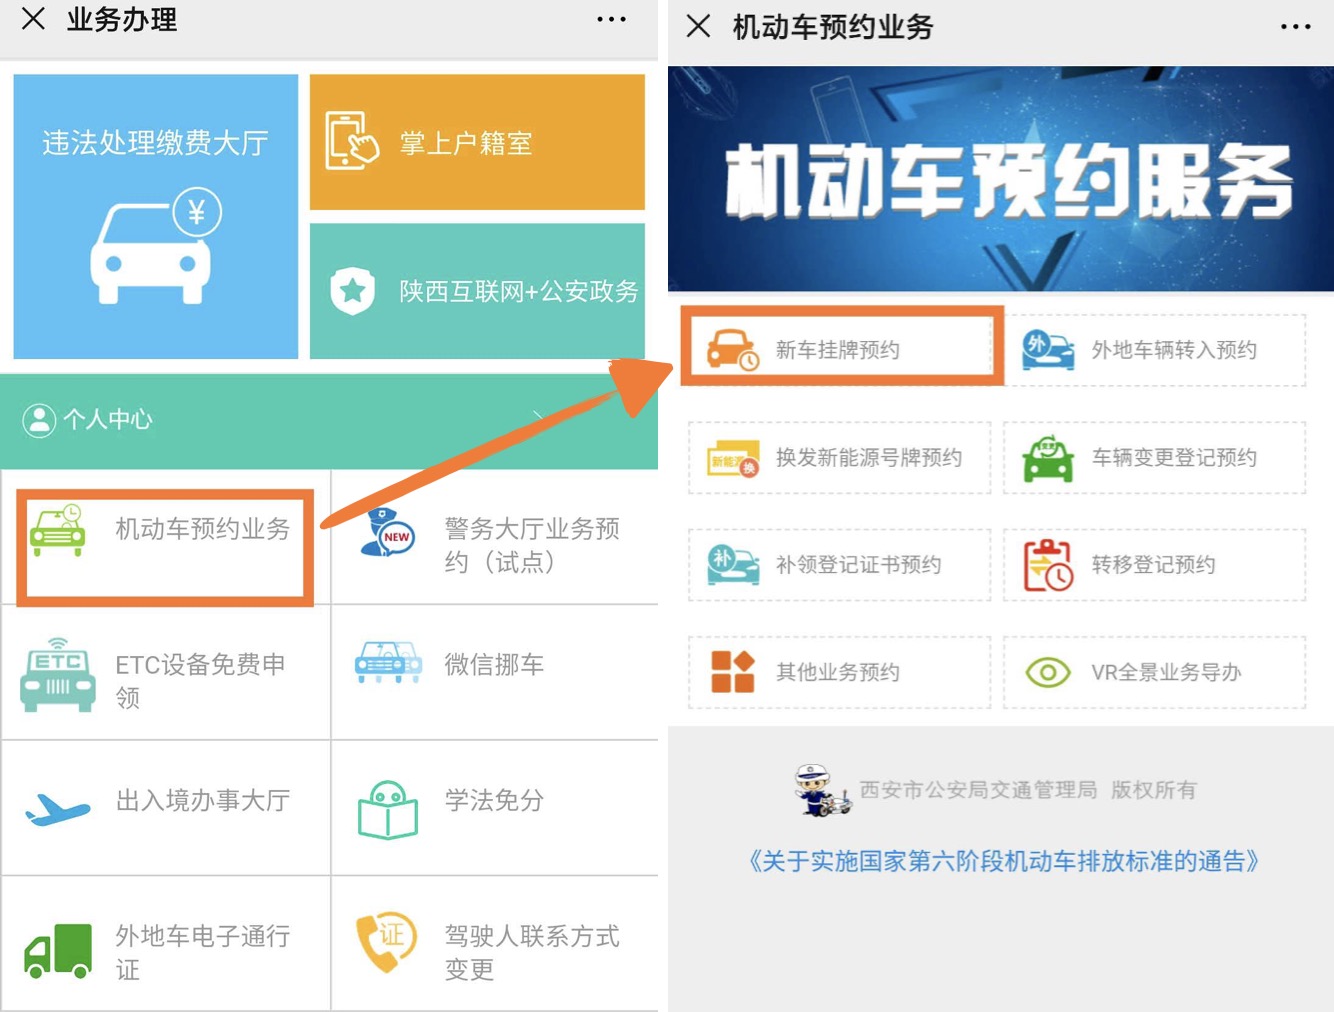 业务办理
违法处理缴费大厅
¥
掌上户籍室
陕西互联网+公安政务
个人中心
机动车预约业务
NEW
警务大厅业务预
约（试点）
ETC
ETC设备免费申
领
微信挪车
出入境办事大厅
学法免分
外地车电子通行
证
证
驾驶人联系方式
变更
机动车预约业务
机动车预约服务
新车挂牌预约
外
外地车辆转入预约
新能源
换
换发新能源号牌预约
变更
车辆变更登记预约
补
补领登记证书预约
转移登记预约
其他业务预约
VR全景业务导办
西安市公安局交通管理局 版权所有
《关于实施国家第六阶段机动车排放标准的通告》